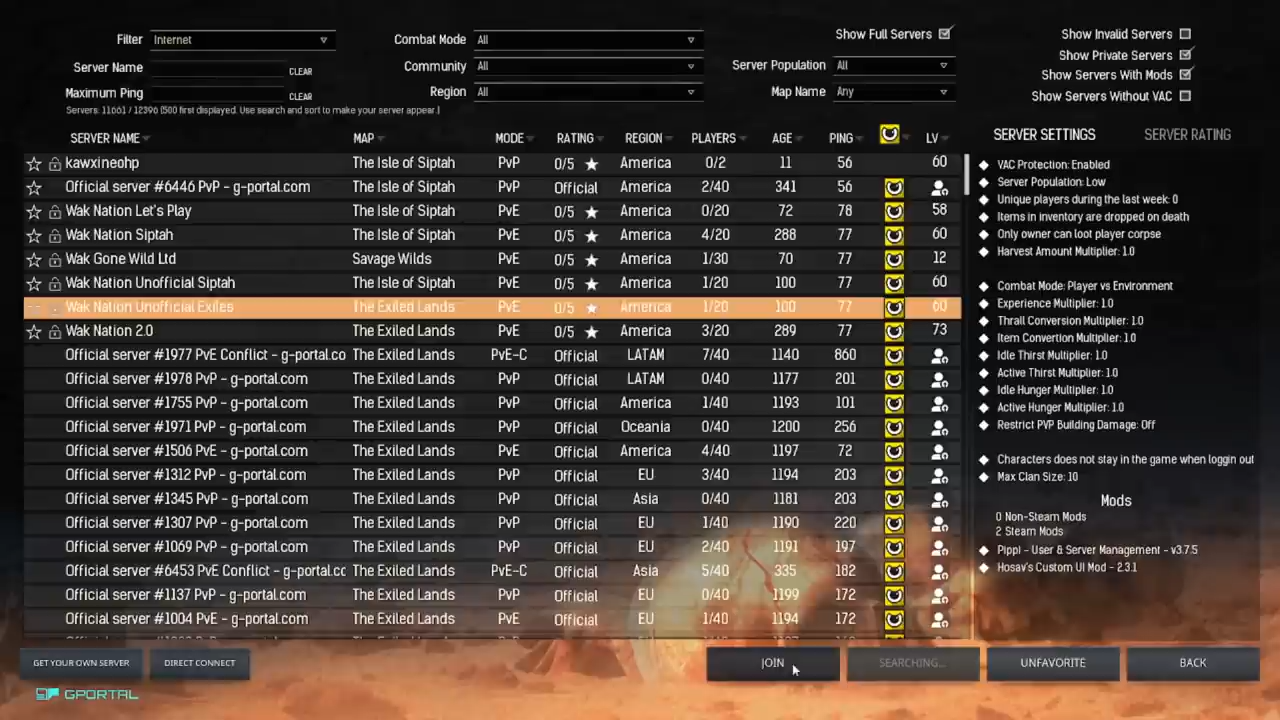 Filter Internet Combat Mode All Show Full Servers Show Invalid Servers
Server Name CLEAR Community All Server Population All Show Private Servers
Maximum Ping CLEAR Region All Map Name Any Show Servers With Mods
Show Servers Without VAC
Servers: 11661 / 12396 (500 first displayed. Use search and sort to make your server appear.)
SERVER NAME MAP MODE RATING REGION PLAYERS AGE PING LV
kawxineohp The Isle of Siptah PvP 0/5 America 0/2 11 56 60
Official server #6446 PvP - g-portal.com The Isle of Siptah PvP Official America 2/40 341 56
Wak Nation Let's Play The Isle of Siptah PvE 0/5 America 0/20 72 78 58
Wak Nation Siptah The Isle of Siptah PvE 0/5 America 4/20 288 77 60
Wak Gone Wild Ltd Savage Wilds PvE 0/5 America 1/30 70 77 12
Wak Nation Unofficial Siptah The Isle of Siptah PvE 0/5 America 1/20 100 77 60
Wak Nation Unofficial Exiles The Exiled Lands PvE 0/5 America 1/20 100 77 60
Wak Nation 2.0 The Exiled Lands PvE 0/5 America 3/20 289 77 73
Official server #1977 PvE Conflict - g-portal.co The Exiled Lands PvE-C Official LATAM 7/40 1140 860
Official server #1978 PvP - g-portal.com The Exiled Lands PvP Official LATAM 0/40 1177 201
Official server #1755 PvP - g-portal.com The Exiled Lands PvP Official America 1/40 1193 101
Official server #1971 PvP - g-portal.com The Exiled Lands PvP Official Oceania 0/40 1200 256
Official server #1506 PvE - g-portal.com The Exiled Lands PvE Official America 4/40 1197 72
Official server #1312 PvP - g-portal.com The Exiled Lands PvP Official EU 3/40 1194 203
Official server #1345 PvP - g-portal.com The Exiled Lands PvP Official Asia 0/40 1181 203
Official server #1307 PvP - g-portal.com The Exiled Lands PvP Official EU 1/40 1190 220
Official server #1069 PvP - g-portal.com The Exiled Lands PvP Official EU 2/40 1191 197
Official server #6453 PvE Conflict - g-portal.cc The Exiled Lands PvE-C Official Asia 5/40 335 182
Official server #1137 PvP - g-portal.com The Exiled Lands PvP Official EU 0/40 1199 172
Official server #1004 PvE - g-portal.com The Exiled Lands PvE Official EU 1/40 1194 172
SERVER SETTINGS SERVER RATING
VAC Protection: Enabled
Server Population: Low
Unique players during the last week: 0
Items in inventory are dropped on death
Only owner can loot player corpse
Harvest Amount Multiplier: 1.0
Combat Mode: Player vs Environment
Experience Multiplier: 1.0
Thrall Conversion Multiplier: 1.0
Item Convertion Multiplier: 1.0
Idle Thirst Multiplier: 1.0
Active Thirst Multiplier: 1.0
Idle Hunger Multiplier: 1.0
Active Hunger Multiplier: 1.0
Restrict PVP Building Damage: Off
Characters does not stay in the game when loggin out
Max Clan Size: 10
Mods
0 Non-Steam Mods
2 Steam Mods
Pippi - User & Server Management - v3.7.5
Hosav's Custom UI Mod - 2.3.1
GET YOUR OWN SERVER DIRECT CONNECT JOIN SEARCHING... UNFAVORITE BACK
GPORTAL